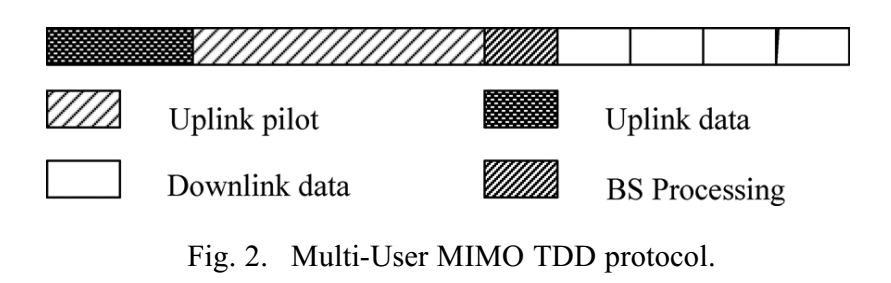 Uplink pilot
Uplink data
Downlink data
BS Processing
Fig. 2. Multi-User MIMO TDD protocol.